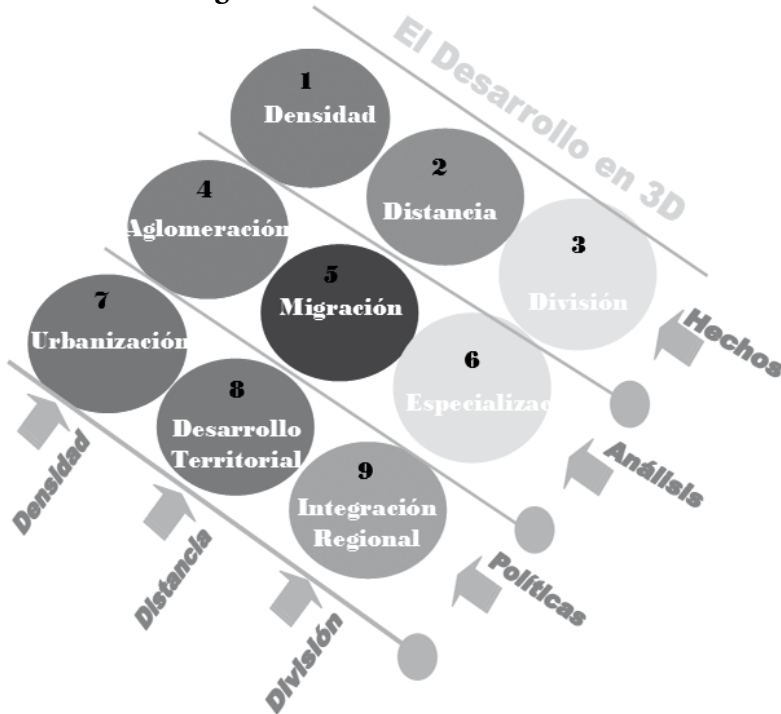 El Desarrollo en 3D
1
Densidad
2
Distancia
3
División
4
Aglomeración
5
Migración
6
Especializac
7
Urbanización
8
Desarrollo
Territorial
9
Integración
Regional
Hechos
Análisis
Políticas
Densidad
Distancia
División